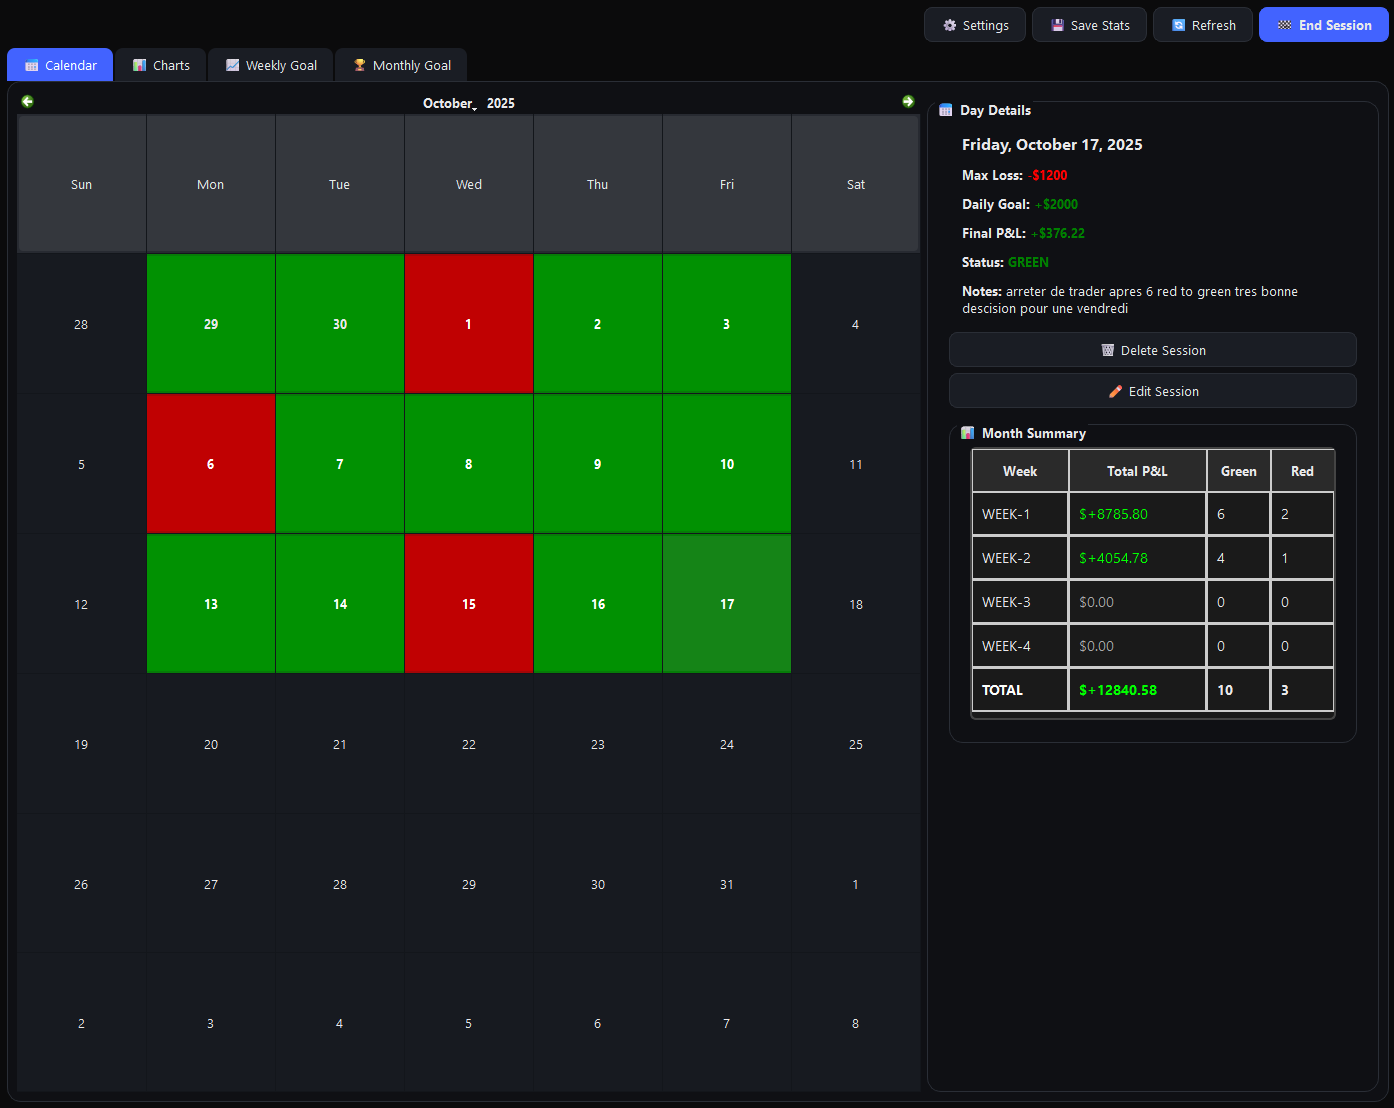 Settings
Save Stats
Refresh
End Session
Calendar
Charts
Weekly Goal
Monthly Goal
October, 2025
Sun Mon Tue Wed Thu Fri Sat
28 29 30 1 2 3 4
5 6 7 8 9 10 11
12 13 14 15 16 17 18
19 20 21 22 23 24 25
26 27 28 29 30 31 1
2 3 4 5 6 7 8
Day Details
Friday, October 17, 2025
Max Loss: -$1200
Daily Goal: +$2000
Final P&L: +$376.22
Status: GREEN
Notes: arreter de trader apres 6 red to green tres bonne
descision pour une vendredi
Delete Session
Edit Session
Month Summary
Week Total P&L Green Red
WEEK-1 $+8785.80 6 2
WEEK-2 $+4054.78 4 1
WEEK-3 $0.00 0 0
WEEK-4 $0.00 0 0
TOTAL $+12840.58 10 3